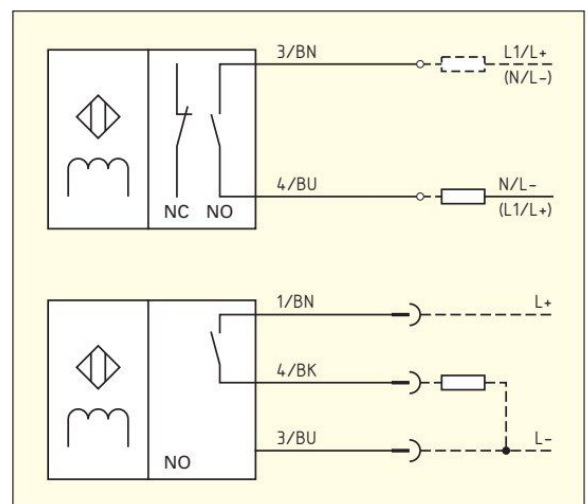 3/BN
L1/L+
(N/L-)
4/BU
N/L-
(L1/L+)
NC NO
1/BN
L+
4/BK
3/BU
L-
NO